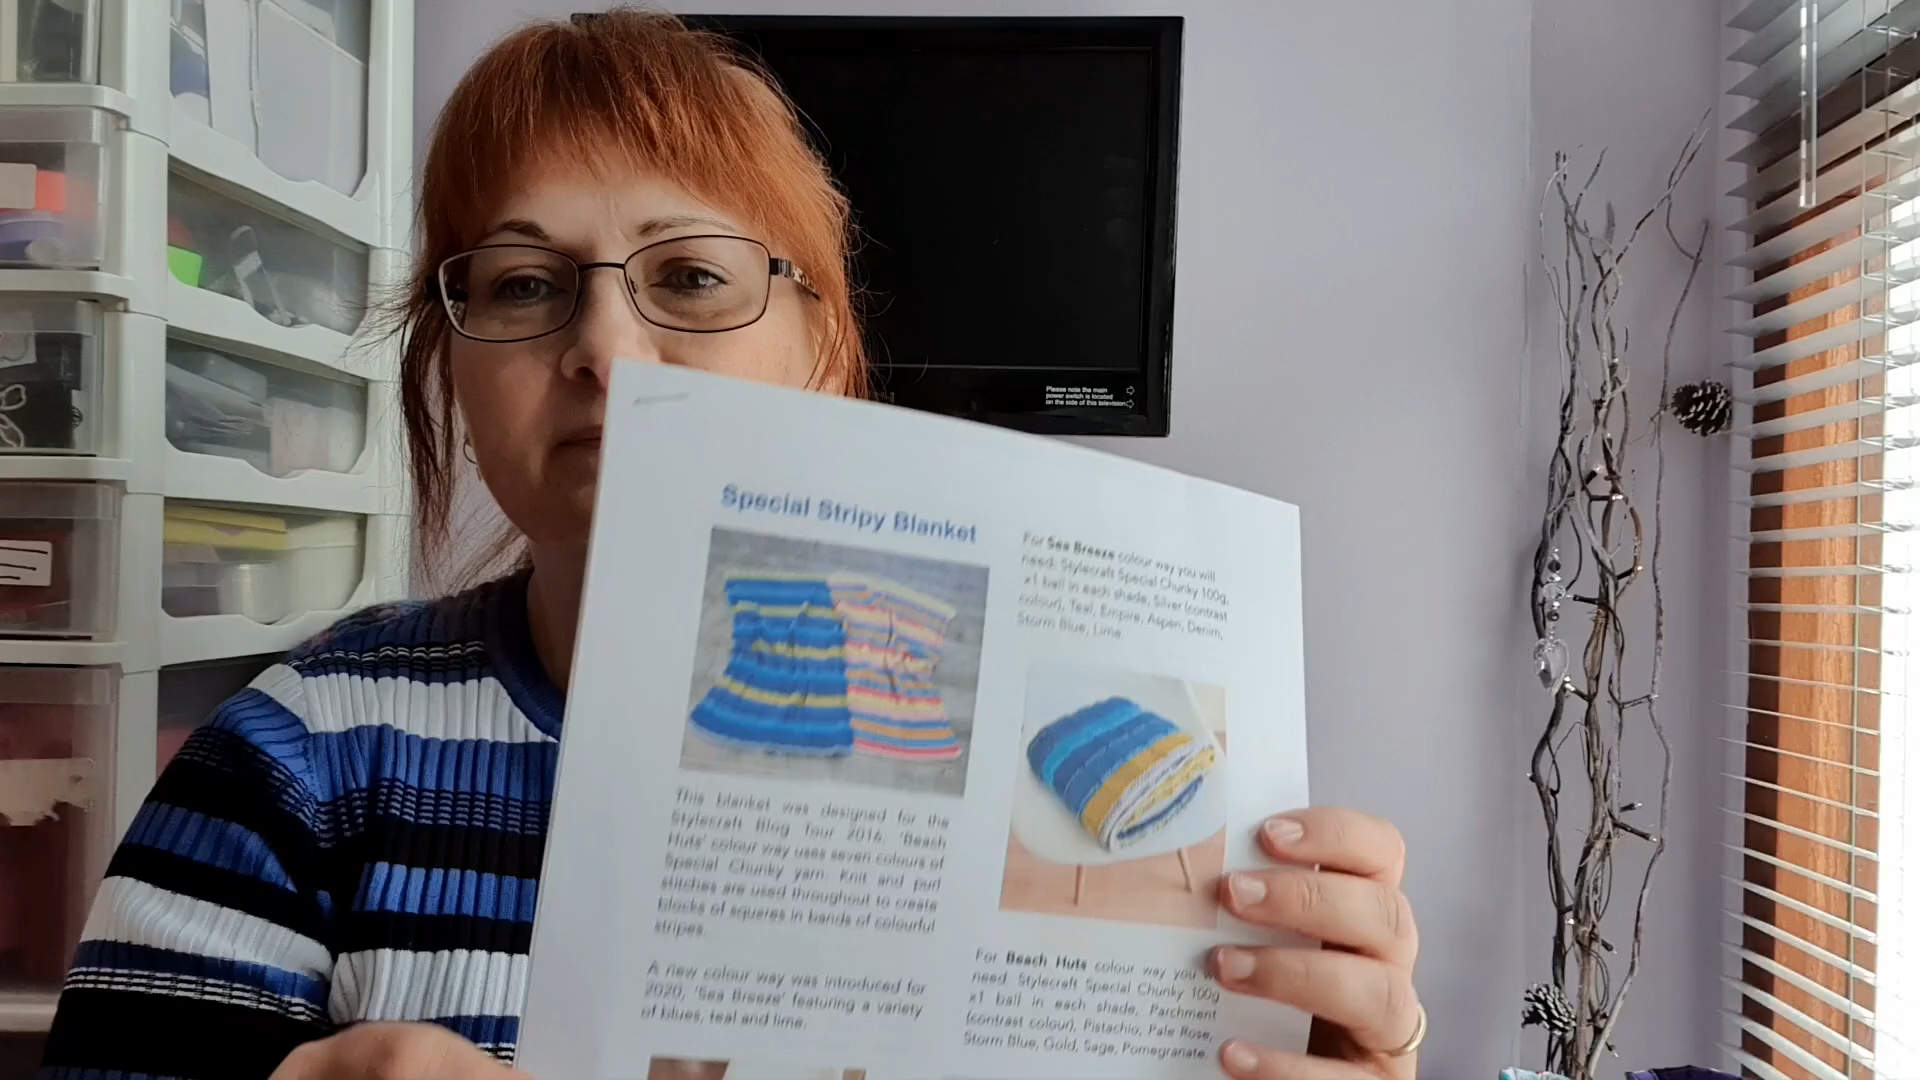 Please note the main
power switch is located
on the side of this television
Special Stripy Blanket
This blanket was designed for the
Stylecraft Blog Tour 2016. 'Beach
Huts' colour way uses seven colours of
Special Chunky yarn. Knit and purl
stitches are used throughout to create
blocks of squares in bands of colourful
stripes.
A new colour way was introduced for
2020, 'Sea Breeze' featuring a variety
of blues, teal and lime.
For Sea Breeze colour way you will
need: Stylecraft Special Chunky 100g,
x1 ball in each shade, Silver (contrast
colour), Teal, Empire, Aspen, Denim,
Storm Blue, Lime.
For Beach Huts colour way you
need: Stylecraft Special Chunky 100g
x1 ball in each shade, Parchment
(contrast colour), Pistachio, Pale Rose,
Storm Blue, Gold, Sage, Pomegranate.